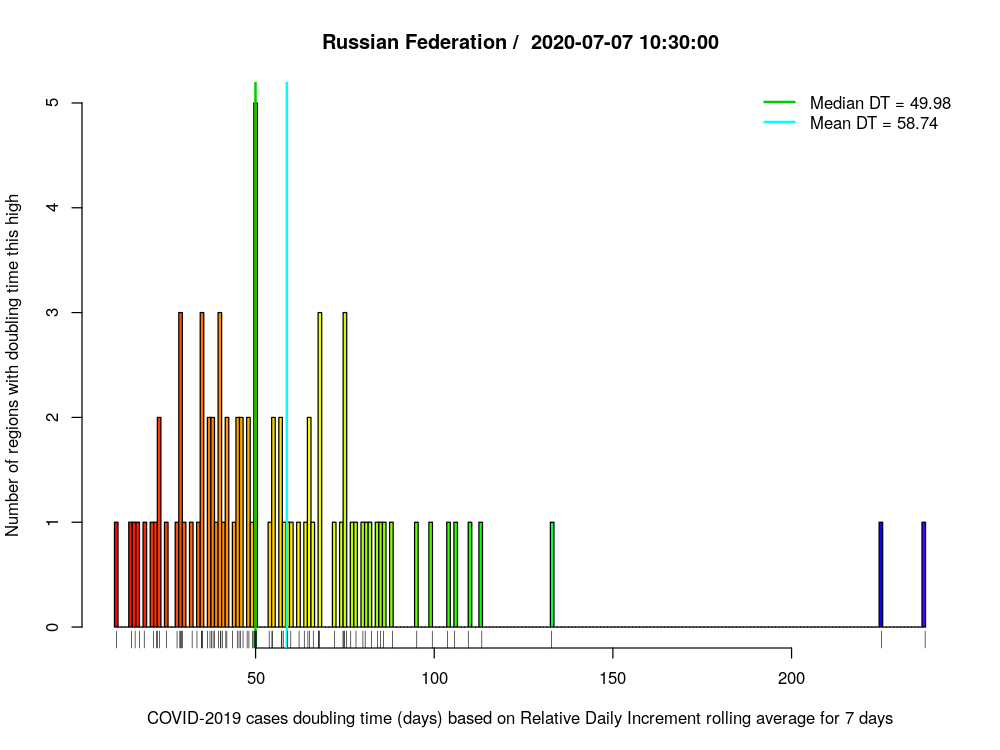 Russian Federation /  2020-07-07 10:30:00
Median DT = 49.98
Mean DT = 58.74
Number of regions with doubling time this high
5
4
3
2
1
0
50 100 150 200
COVID-2019 cases doubling time (days) based on Relative Daily Increment rolling average for 7 days